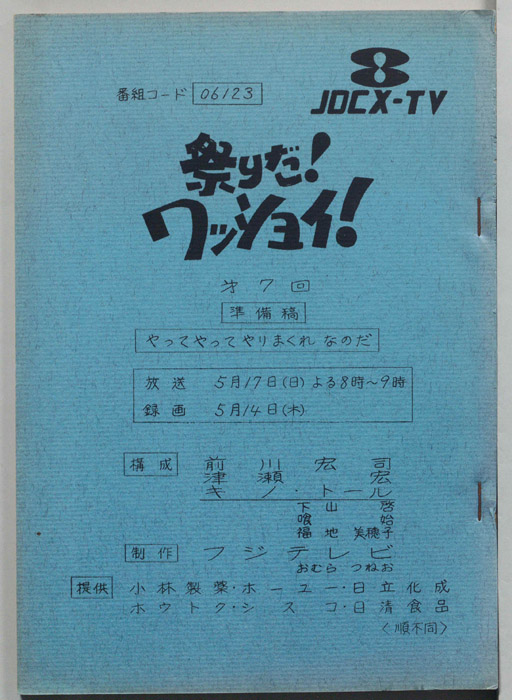 8
JOCX-TV
番組コード 06123
祭りだ!
ワッショイ!
第7回
準備稿
やってやってやりまくれ なのだ
放送 5月17日(日)よる8時~9時
録画 5月14日(木)
構成 前川宏司
津瀬宏
キノ・トール
下山啓
喰始
福地美穂子
制作 フジテレビ
おむら つねお
提供 小林製薬・ホーユー・日立化成
ホウトク・シスコ・日清食品
〈順不同〉